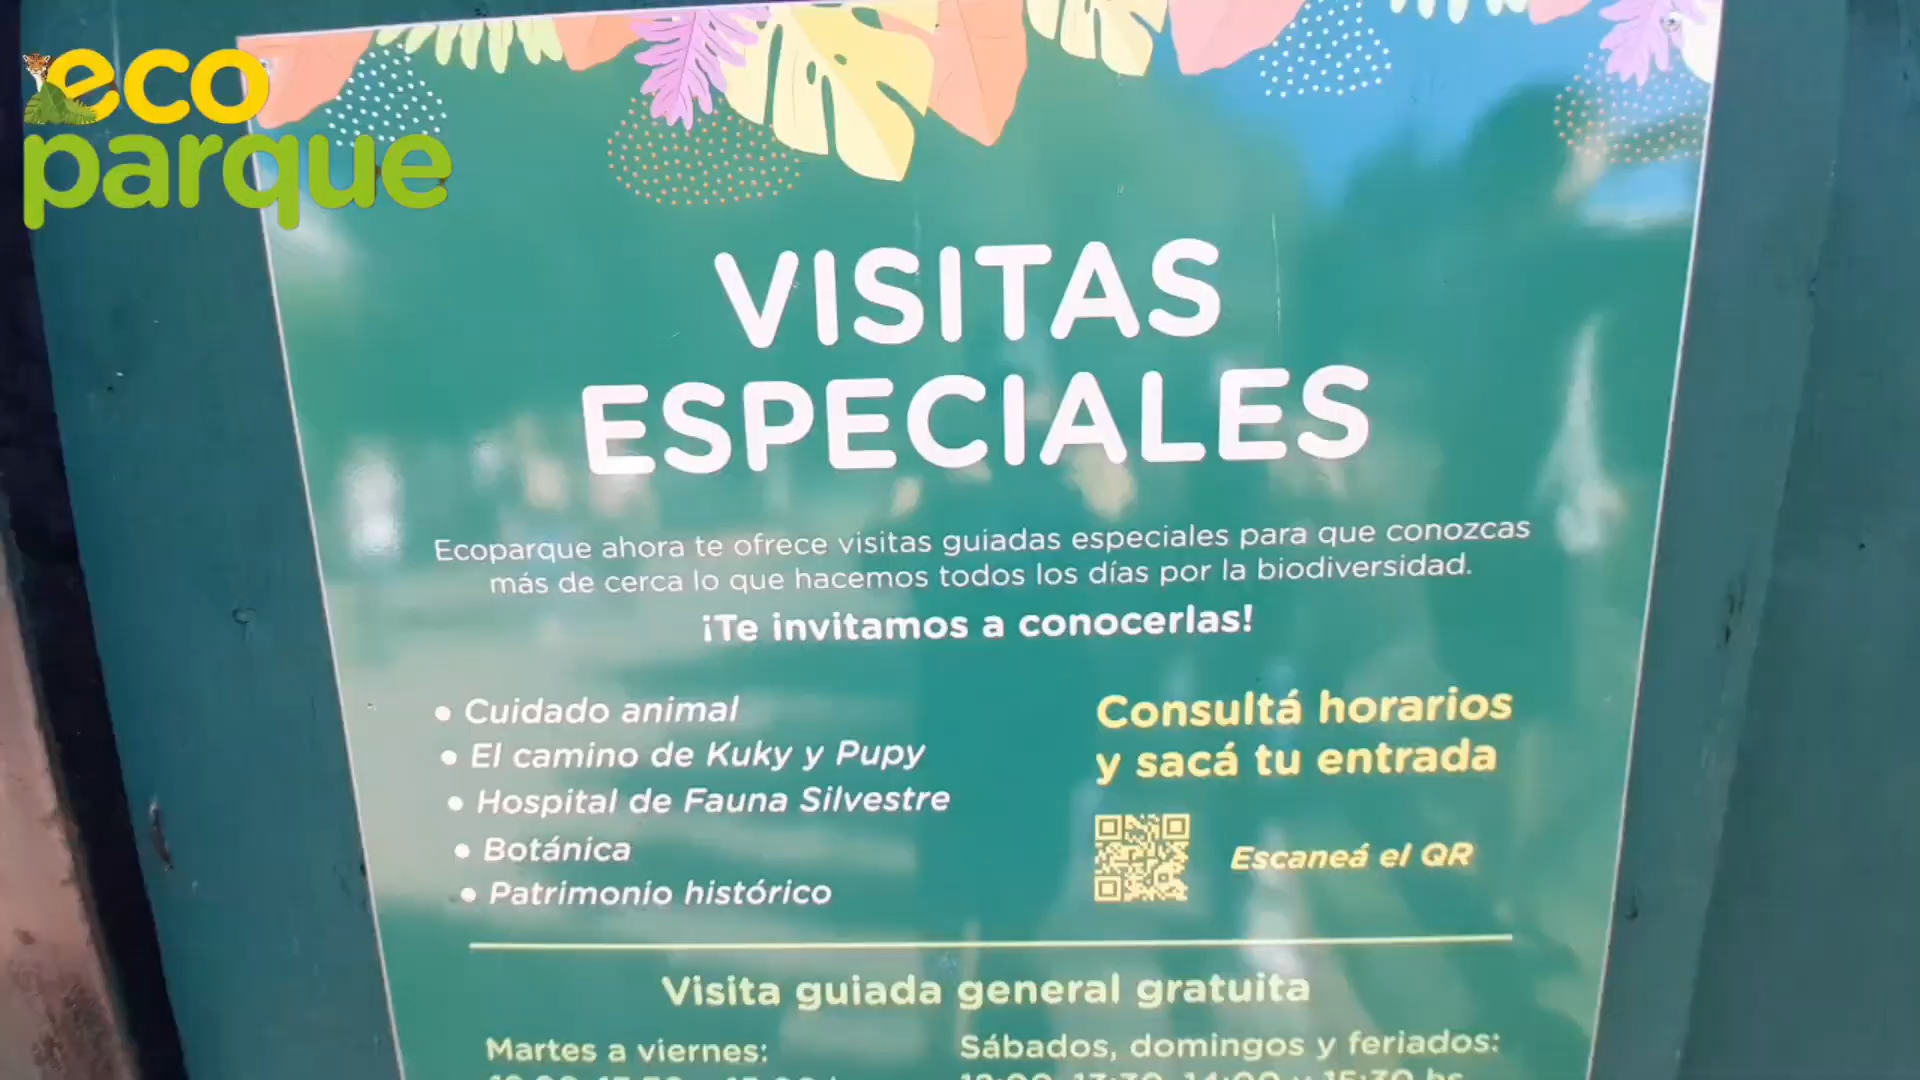 eco
parque
VISITAS
ESPECIALES
Ecoparque ahora te ofrece visitas guiadas especiales para que conozcas
más de cerca lo que hacemos todos los días por la biodiversidad.
¡Te invitamos a conocerlas!
• Cuidado animal
• El camino de Kuky y Pupy
• Hospital de Fauna Silvestre
• Botánica
• Patrimonio histórico
Consultá horarios
y sacá tu entrada
Escaneá el QR
Visita guiada general gratuita
Martes a viernes:
Sábados, domingos y feriados: